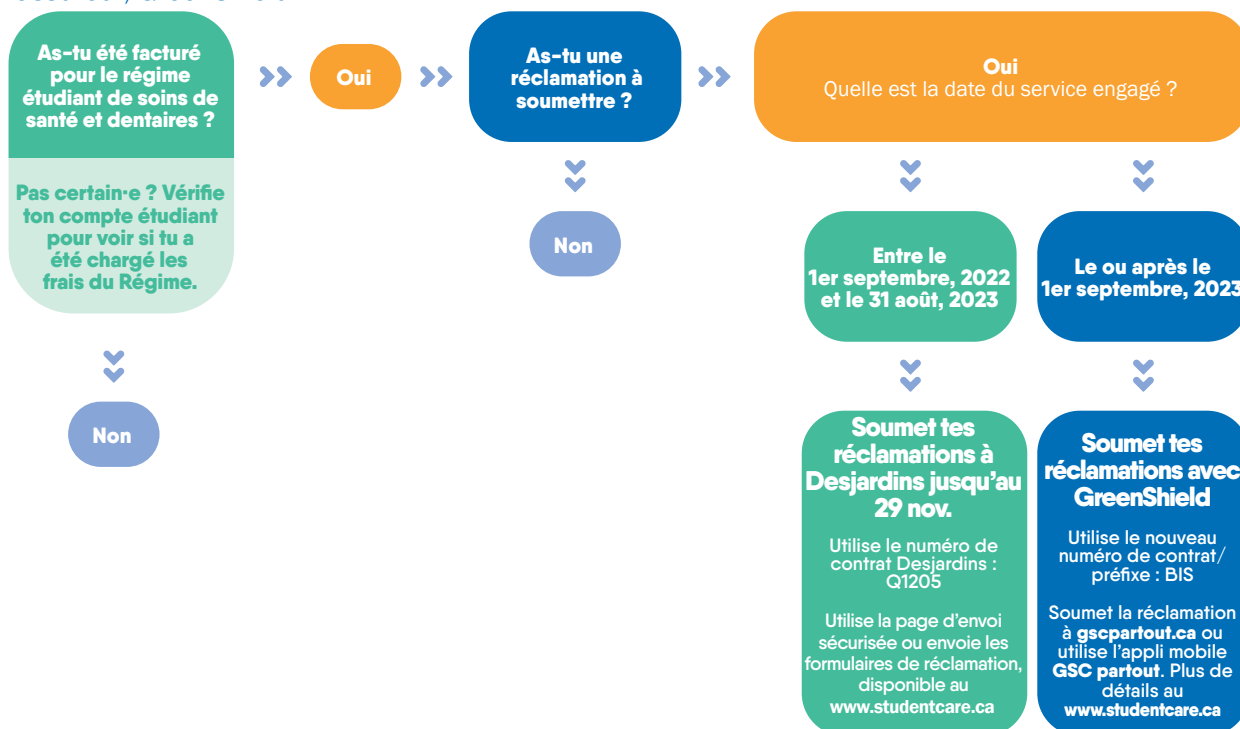 As-tu été facturé
pour le régime
étudiant de soins de
santé et dentaires ?
Pas certain·e ? Vérifie
ton compte étudiant
pour voir si tu a
été chargé les
frais du Régime.
Non
Oui
As-tu une
réclamation à
soumettre ?
Non
Oui
Quelle est la date du service engagé ?
Entre le
1er septembre, 2022
et le 31 août, 2023
Le ou après le
1er septembre, 2023
Soumet tes
réclamations à
Desjardins jusqu'au
29 nov.
Utilise le numéro de
contrat Desjardins :
Q1205
Utilise la page d'envoi
sécurisée ou envoie les
formulaires de réclamation,
disponible au
www.studentcare.ca
Soumet tes
réclamations avec
GreenShield
Utilise le nouveau
numéro de contrat/
préfixe : BIS
Soumet la réclamation
à gscpartout.ca ou
utilise l'appli mobile
GSC partout. Plus de
détails au
www.studentcare.ca